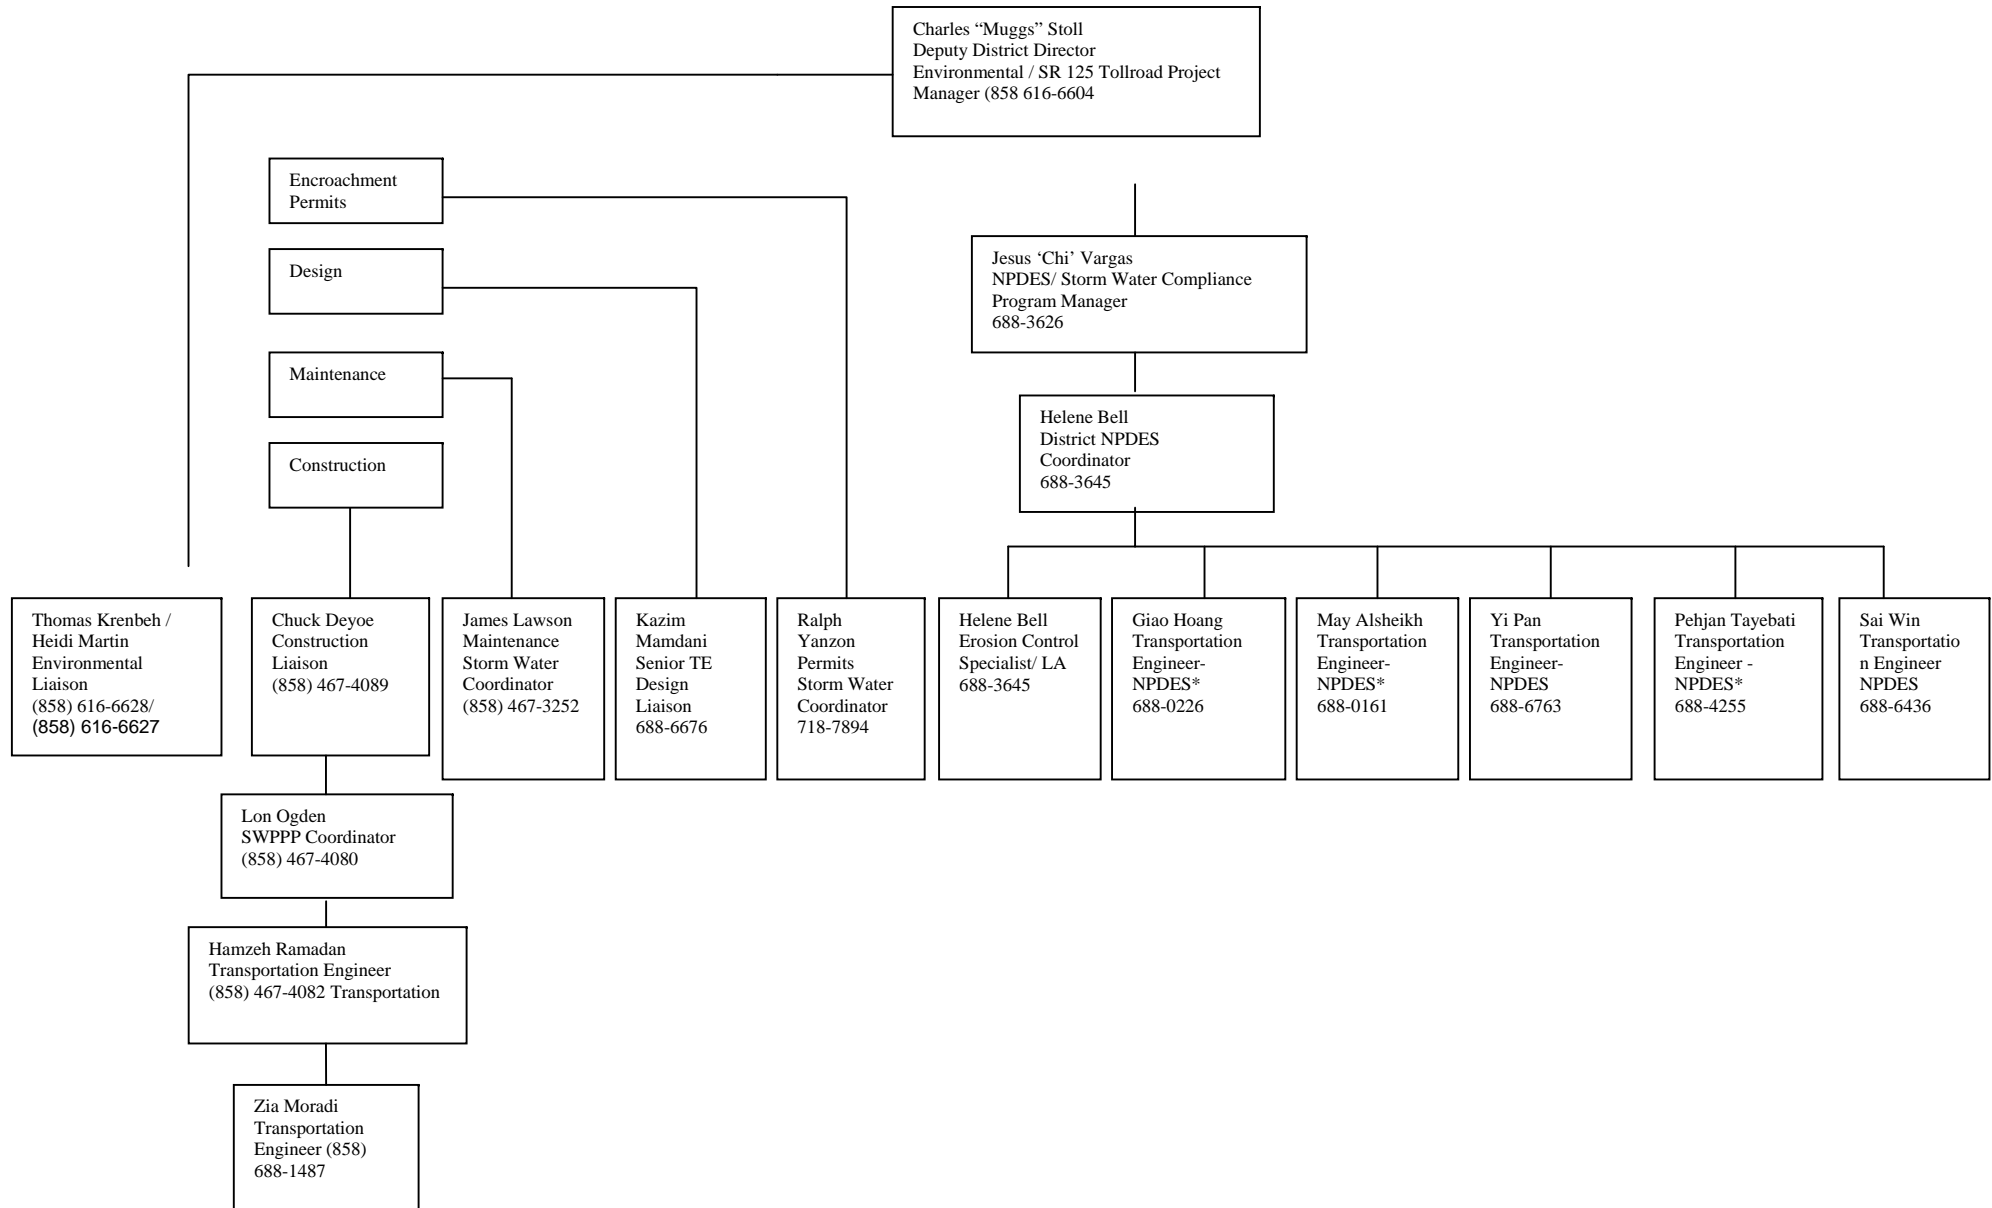 Charles “Muggs” Stoll
Deputy District Director
Environmental / SR 125 Tollroad Project
Manager (858 616-6604
Encroachment
Permits
Design
Maintenance
Construction
Jesus ‘Chi’ Vargas
NPDES/ Storm Water Compliance
Program Manager
688-3626
Helene Bell
District NPDES
Coordinator
688-3645
Thomas Krenbeh /
Heidi Martin
Environmental
Liaison
(858) 616-6628/
(858) 616-6627
Chuck Deyoe
Construction
Liaison
(858) 467-4089
James Lawson
Maintenance
Storm Water
Coordinator
(858) 467-3252
Kazim
Mamdani
Senior TE
Design
Liaison
688-6676
Ralph
Yanzon
Permits
Storm Water
Coordinator
718-7894
Helene Bell
Erosion Control
Specialist/ LA
688-3645
Giao Hoang
Transportation
Engineer-
NPDES*
688-0226
May Alsheikh
Transportation
Engineer-
NPDES*
688-0161
Yi Pan
Transportation
Engineer-
NPDES
688-6763
Pehjan Tayebati
Transportation
Engineer -
NPDES*
688-4255
Sai Win
Transportatio
n Engineer
NPDES
688-6436
Lon Ogden
SWPPP Coordinator
(858) 467-4080
Hamzeh Ramadan
Transportation Engineer
(858) 467-4082 Transportation
Zia Moradi
Transportation
Engineer (858)
688-1487